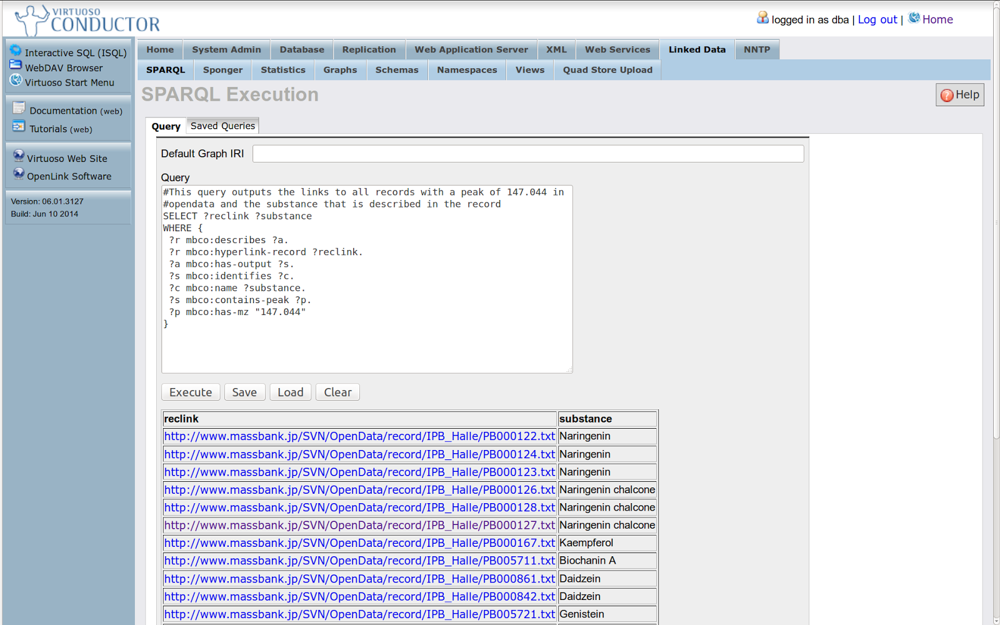 VIRTUOSO
CONDUCTOR
logged in as dba | Log out | Home
Interactive SQL (ISQL)
WebDAV Browser
Virtuoso Start Menu
Documentation (web)
Tutorials (web)
Virtuoso Web Site
OpenLink Software
Version: 06.01.3127
Build: Jun 10 2014
Home System Admin Database Replication Web Application Server XML Web Services Linked Data NNTP
SPARQL Sponger Statistics Graphs Schemas Namespaces Views Quad Store Upload
SPARQL Execution
? Help
Query Saved Queries
Default Graph IRI
Query
#This query outputs the links to all records with a peak of 147.044 in
#opendata and the substance that is described in the record
SELECT ?reclink ?substance
WHERE {
?r mbco:describes ?a.
?r mbco:hyperlink-record ?reclink.
?a mbco:has-output ?s.
?s mbco:identifies ?c.
?c mbco:name ?substance.
?s mbco:contains-peak ?p.
?p mbco:has-mz "147.044"
}
Execute Save Load Clear
reclink substance
http://www.massbank.jp/SVN/OpenData/record/IPB_Halle/PB000122.txt Naringenin
http://www.massbank.jp/SVN/OpenData/record/IPB_Halle/PB000124.txt Naringenin
http://www.massbank.jp/SVN/OpenData/record/IPB_Halle/PB000123.txt Naringenin
http://www.massbank.jp/SVN/OpenData/record/IPB_Halle/PB000126.txt Naringenin chalcone
http://www.massbank.jp/SVN/OpenData/record/IPB_Halle/PB000128.txt Naringenin chalcone
http://www.massbank.jp/SVN/OpenData/record/IPB_Halle/PB000127.txt Naringenin chalcone
http://www.massbank.jp/SVN/OpenData/record/IPB_Halle/PB000167.txt Kaempferol
http://www.massbank.jp/SVN/OpenData/record/IPB_Halle/PB005711.txt Biochanin A
http://www.massbank.jp/SVN/OpenData/record/IPB_Halle/PB000861.txt Daidzein
http://www.massbank.jp/SVN/OpenData/record/IPB_Halle/PB000842.txt Daidzein
http://www.massbank.jp/SVN/OpenData/record/IPB_Halle/PB005721.txt Genistein